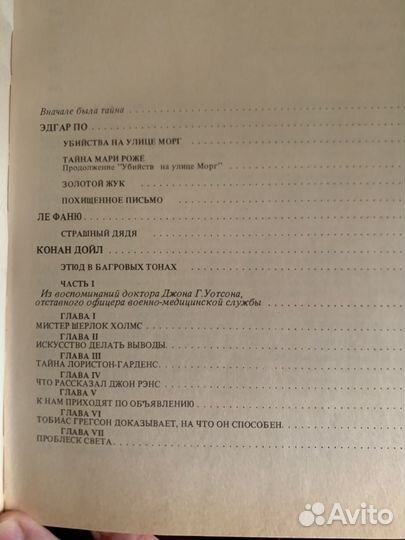 Вначале была тайна
ЭДГАР ПО
УБИЙСТВА НА УЛИЦЕ МОРГ
ТАЙНА МАРИ РОЖЕ
Продолжение "Убийств на улице Морг"
ЗОЛОТОЙ ЖУК
ПОХИЩЕННОЕ ПИСЬМО
ЛЕ ФАНЮ
СТРАШНЫЙ ДЯДЯ
КОНАН ДОЙЛ
ЭТЮД В БАГРОВЫХ ТОНАХ
ЧАСТЬ I
Из воспоминаний доктора Джона Г.Уотсона,
отставного офицера военно-медицинской службы
ГЛАВА I
МИСТЕР ШЕРЛОК ХОЛМС
ГЛАВА II
ИСКУССТВО ДЕЛАТЬ ВЫВОДЫ
ГЛАВА III
ТАЙНА ЛОРИСТОН-ГАРДЕНС
ГЛАВА IV
ЧТО РАССКАЗАЛ ДЖОН РЭНС
ГЛАВА V
К НАМ ПРИХОДЯТ ПО ОБЪЯВЛЕНИЮ
ГЛАВА VI
ТОБИАС ГРЕГСОН ДОКАЗЫВАЕТ, НА ЧТО ОН СПОСОБЕН
ГЛАВА VII
ПРОБЛЕСК СВЕТА
Avito